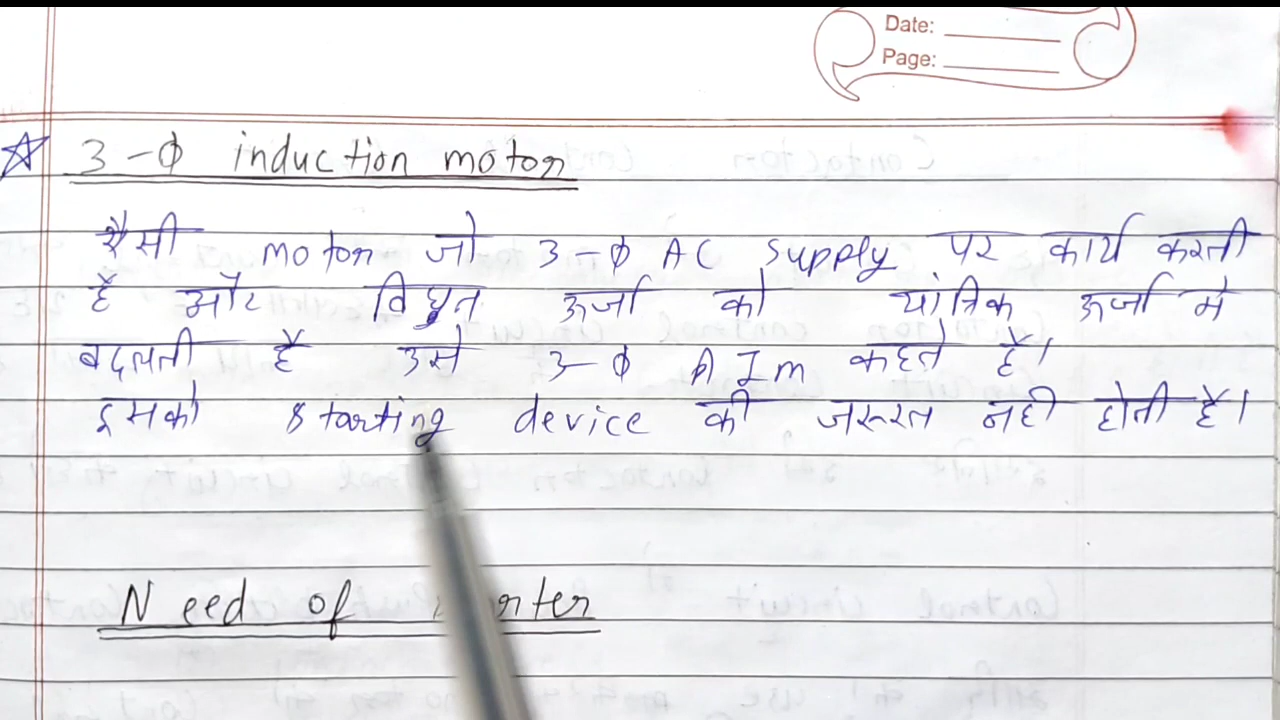 Date:
Page:
☆ 3-Φ induction motor
ऐसी motor जो 3-Φ AC supply पर कार्य करती
है और विधुत ऊर्जा को यांत्रिक ऊर्जा मे
बदलती है उसे 3-Φ AIM कहते है।
इसको starting device की जरूरत नही होती है।
Need of